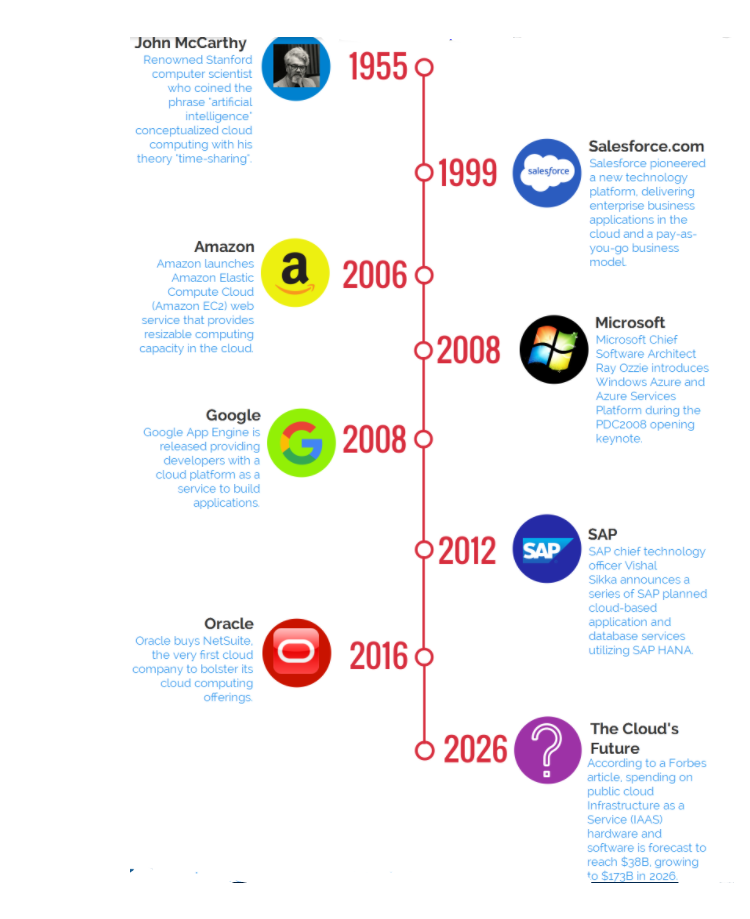 John McCarthy
Renowned Stanford
computer scientist
who coined the
phrase "artificial
intelligence"
conceptualized cloud
computing with his
theory "time-sharing".
1955
1999
salesforce
Salesforce.com
Salesforce pioneered
a new technology
platform, delivering
enterprise business
applications in the
cloud and a pay-as-
you-go business
model.
Amazon
Amazon launches
Amazon Elastic
Compute Cloud
(Amazon EC2) web
service that provides
resizable computing
capacity in the cloud.
a
2006
2008
Microsoft
Microsoft Chief
Software Architect
Ray Ozzie introduces
Windows Azure and
Azure Services
Platform during the
PDC2008 opening
keynote.
Google
Google App Engine is
released providing
developers with a
cloud platform as a
service to build
applications.
G
2008
2012
SAP
SAP
SAP chief technology
officer Vishal
Sikka announces a
series of SAP planned
cloud-based
application and
database services
utilizing SAP HANA.
Oracle
Oracle buys NetSuite,
the very first cloud
company to bolster its
cloud computing
offerings.
2016
2026
?
The Cloud's
Future
According to a Forbes
article, spending on
public cloud
Infrastructure as a
Service (IAAS)
hardware and
software is forecast to
reach $38B, growing
to $173B in 2026.